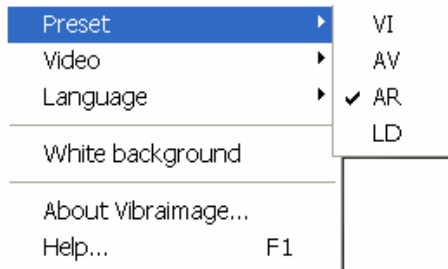 Preset
Video
Language
White background
About Vibraimage...
Help... F1
VI
AV
AR
LD